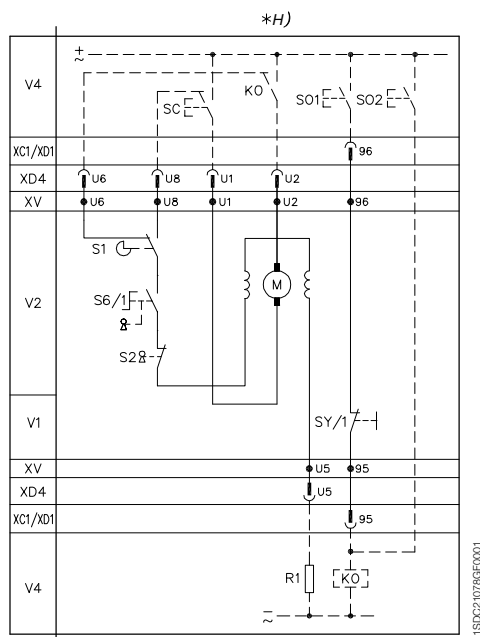 *H)
+
~
V4
KO
SC
SO1
SO2
XC1/XD1
96
XD4
U6
U8
U1
U2
XV
U6
U8
U1
U2
96
S1
V2
M
S6/1
S2
V1
SY/1
XV
U5
95
XD4
U5
XC1/XD1
95
V4
R1
KO
–
~
1SDC21078GF0001